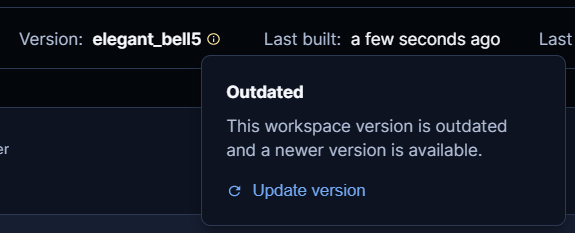 Version: elegant_bell5 Last built: a few seconds ago Last
Outdated
This workspace version is outdated
and a newer version is available.
er
Update version